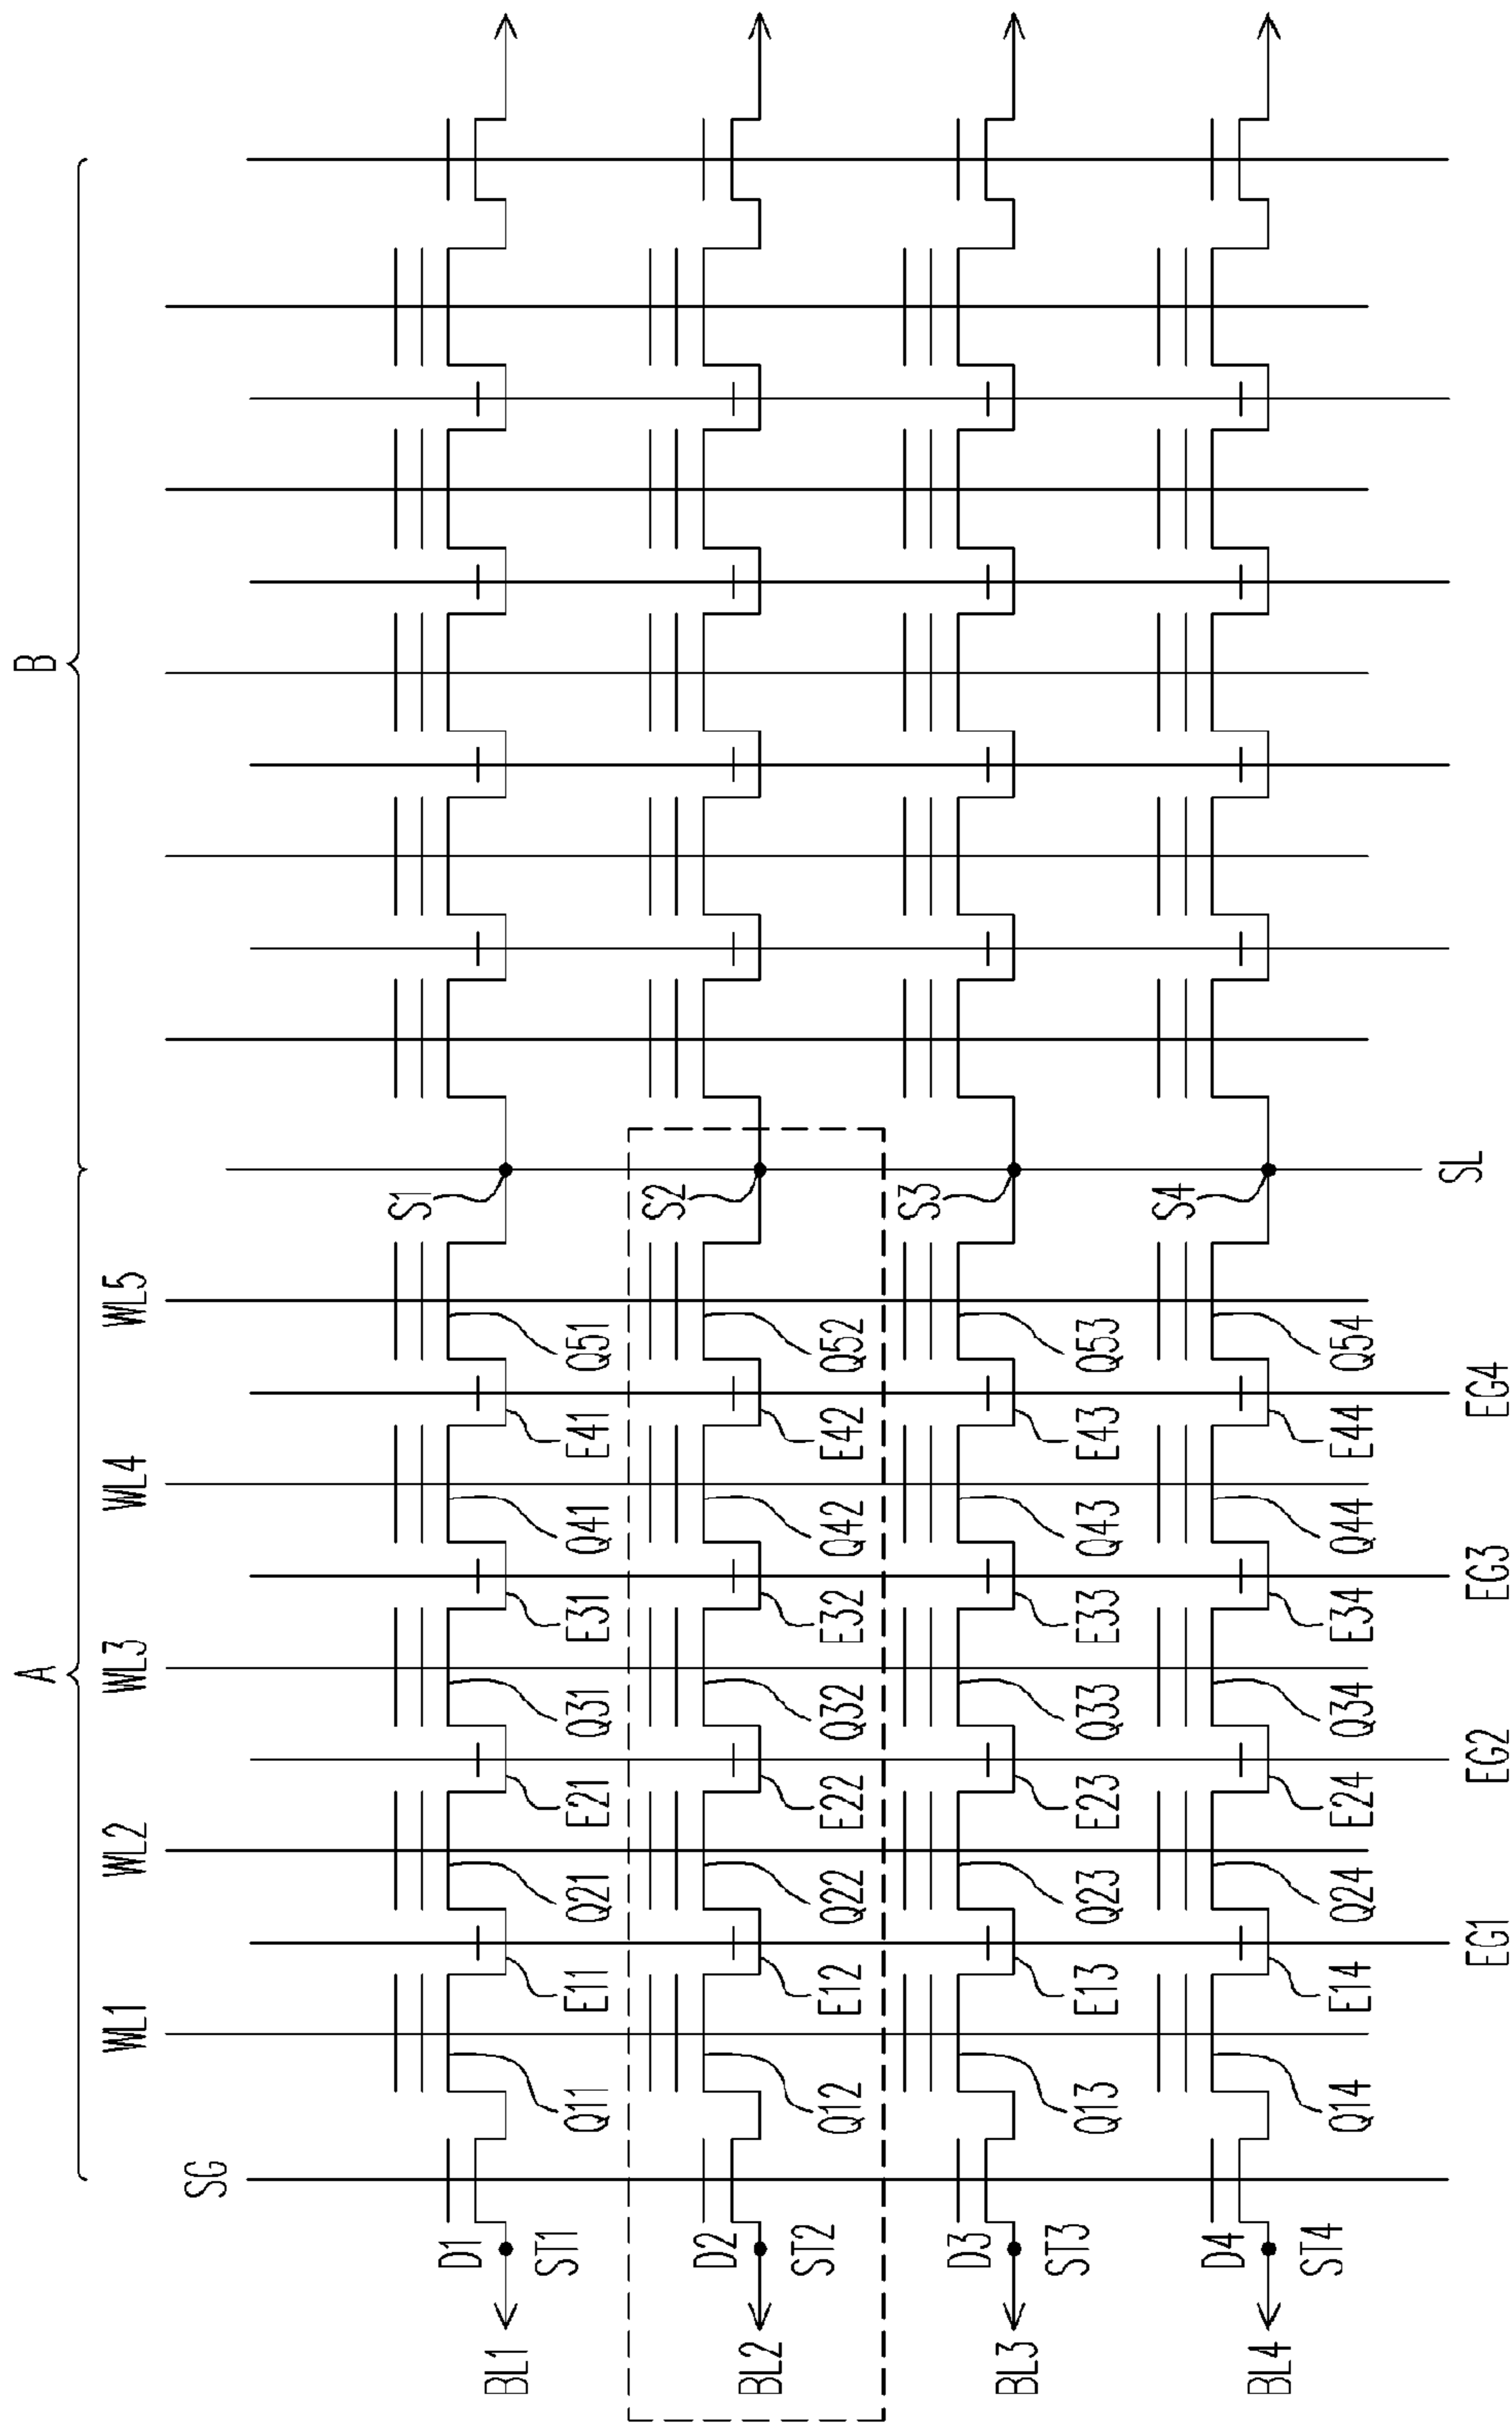 A
B
SG
WL1
WL2
WL3
WL4
WL5
D1
S1
BL1
ST1
Q11
E11
Q21
E21
Q31
E31
Q41
E41
Q51
D2
S2
BL2
ST2
Q12
E12
Q22
E22
Q32
E32
Q42
E42
Q52
D3
S3
BL3
ST3
Q13
E13
Q23
E23
Q33
E33
Q43
E43
Q53
D4
S4
BL4
ST4
Q14
E14
Q24
E24
Q34
E34
Q44
E44
Q54
EG1
EG2
EG3
EG4
SL